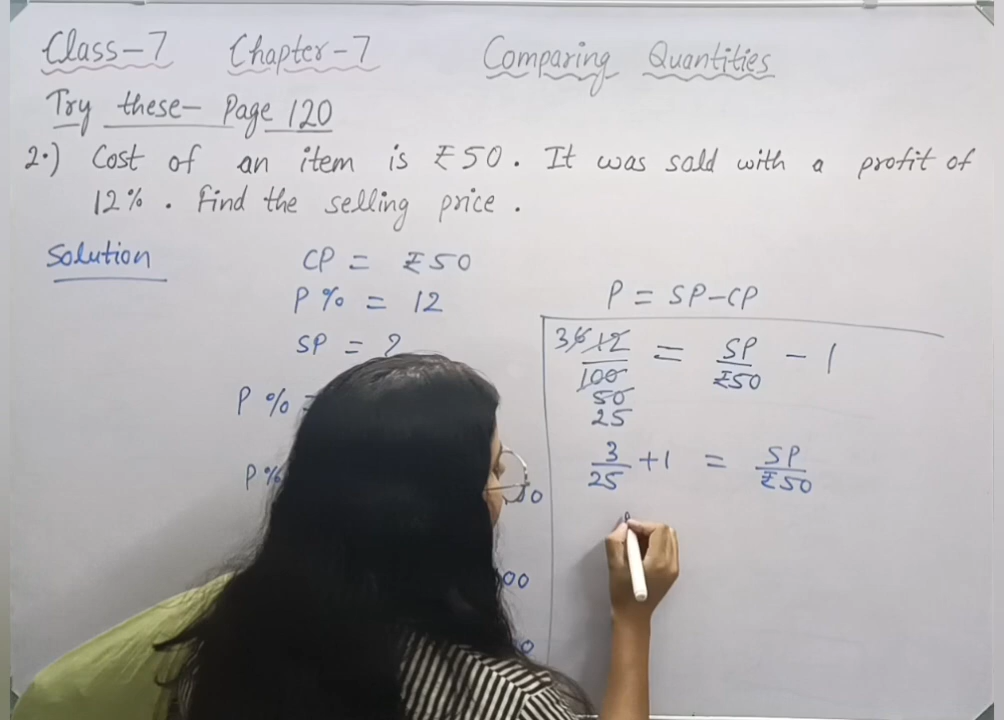 Class-7 Chapter-7 Comparing Quantities
Try these- Page 120
2.) Cost of an item is ₹50. It was sold with a profit of
12%. Find the selling price.
Solution
CP = ₹50
P% = 12
SP = ?
P% =
P%
00
0
P = SP-CP
3 6 12/100 = SP/₹50 - 1
50
25
3/25 +1 = SP/₹50